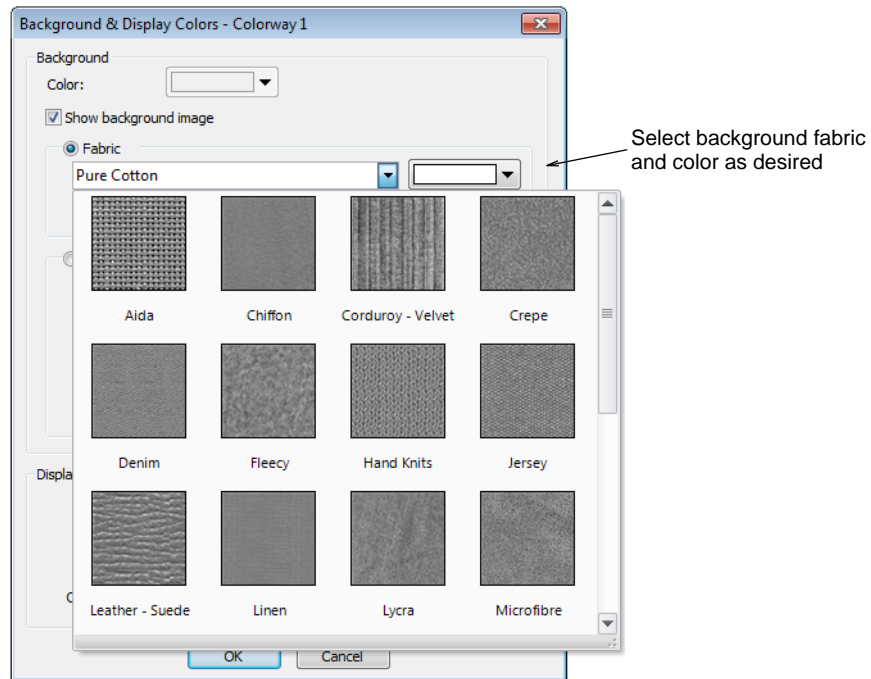 Background & Display Colors - Colorway 1
Background
Color:
Show background image
Fabric
Pure Cotton
Select background fabric
and color as desired
Aida
Chiffon
Corduroy - Velvet
Crepe
Denim
Fleecy
Hand Knits
Jersey
Displa
Leather - Suede
Linen
Lycra
Microfibre
OK
Cancel